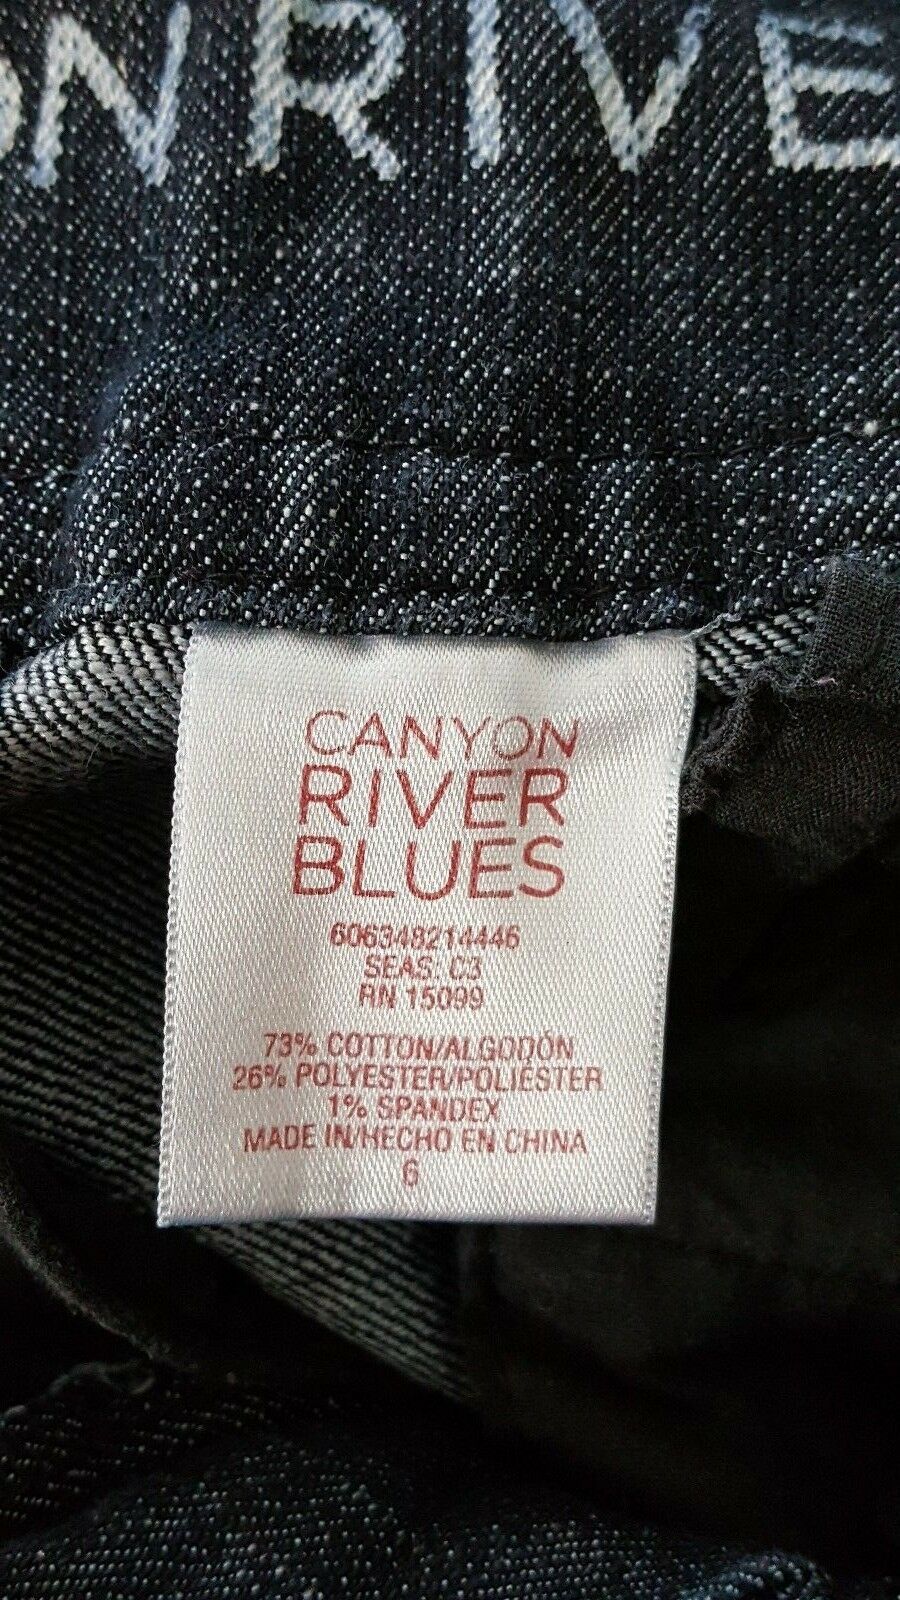 ONRIVE
CANYON
RIVER
BLUES
606348214446
SEAS: C3
RN 15099
73% COTTON/ALGODÓN
26% POLYESTER/POLIÉSTER
1% SPANDEX
MADE IN/HECHO EN CHINA
6